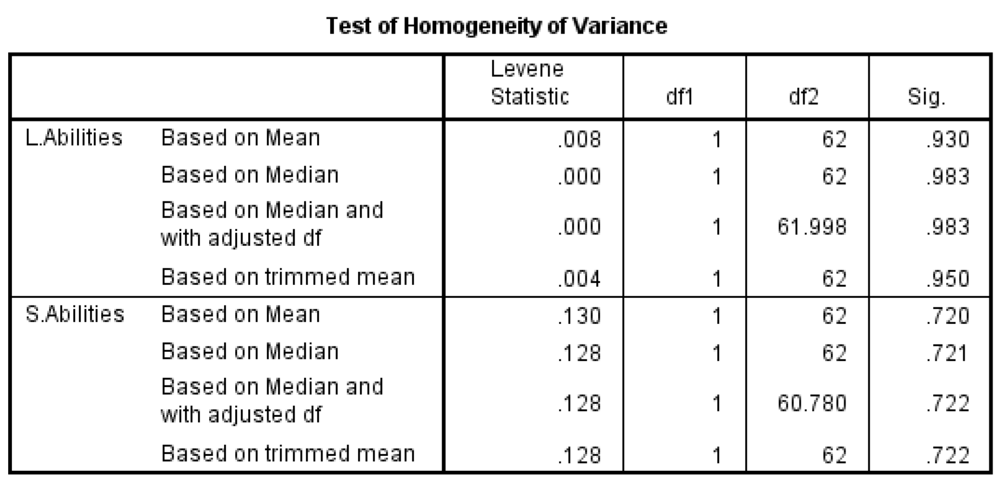 Test of Homogeneity of Variance
Levene
Statistic df1 df2 Sig.
L.Abilities Based on Mean .008 1 62 .930
Based on Median .000 1 62 .983
Based on Median and
with adjusted df .000 1 61.998 .983
Based on trimmed mean .004 1 62 .950
S.Abilities Based on Mean .130 1 62 .720
Based on Median .128 1 62 .721
Based on Median and
with adjusted df .128 1 60.780 .722
Based on trimmed mean .128 1 62 .722